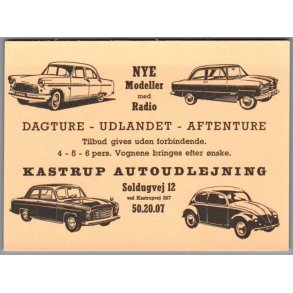 NYE
Modeller
med
Radio
DAGTURE - UDLANDET - AFTENTURE
Tilbud gives uden forbindende.
4 - 5 - 6 pers. Vognene bringes efter ønske.
KASTRUP AUTOUDLEJNING
Soldugvej 12
ved Kastrupvej 587
50.20.07